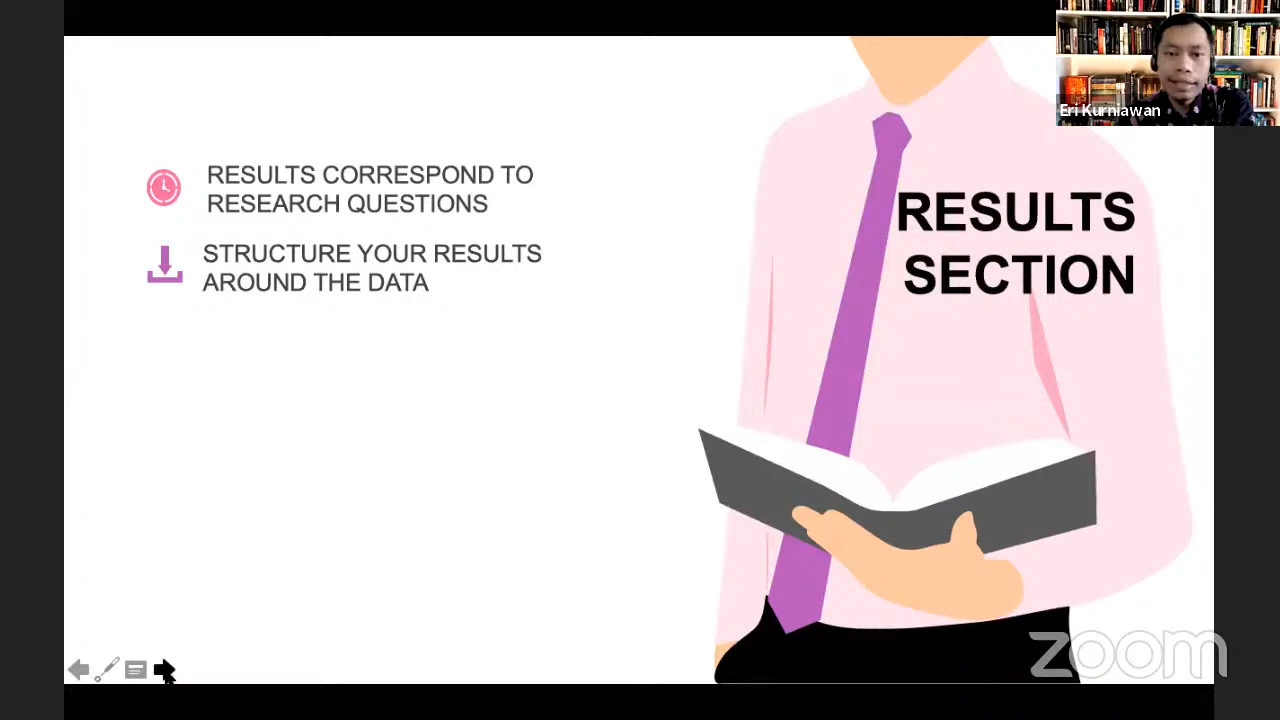 Eri Kurniawan
RESULTS CORRESPOND TO
RESEARCH QUESTIONS
STRUCTURE YOUR RESULTS
AROUND THE DATA
RESULTS
SECTION
zoom